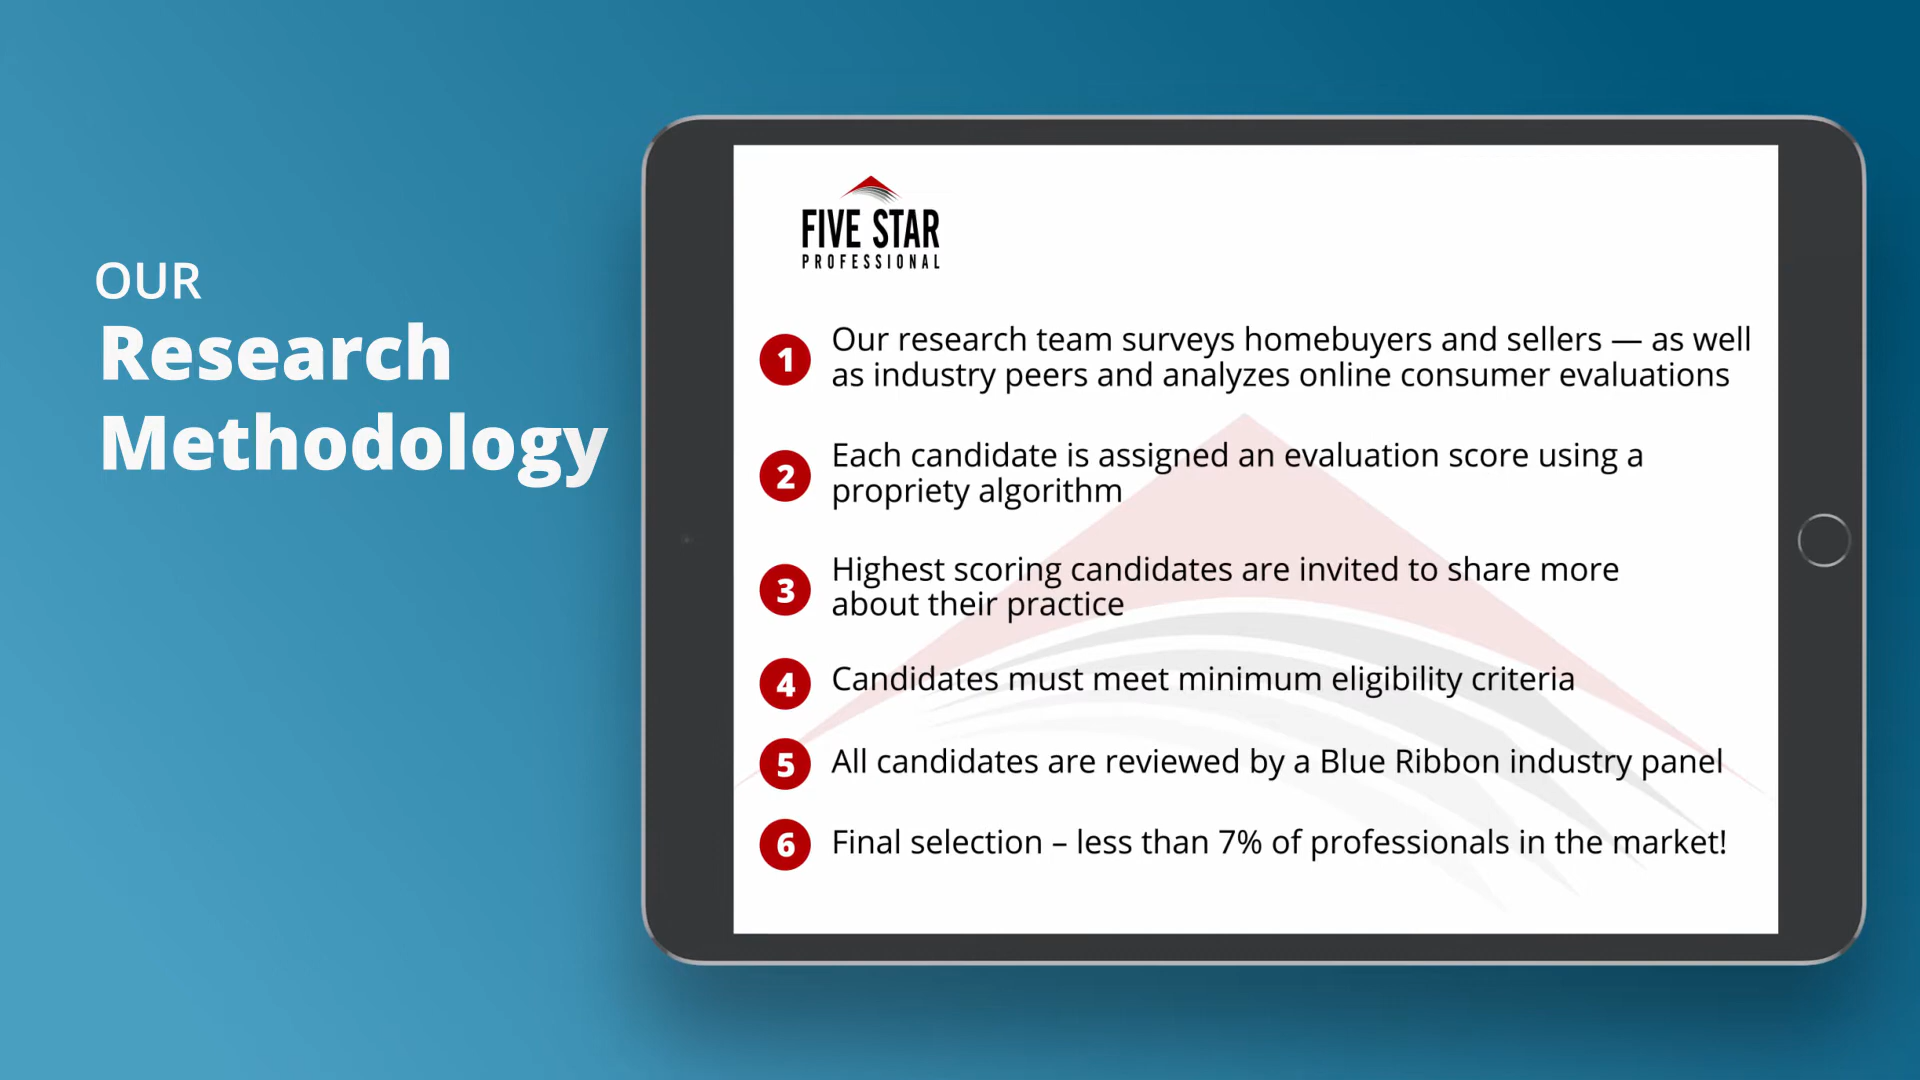 OUR
Research
Methodology
FIVE STAR
PROFESSIONAL
1 Our research team surveys homebuyers and sellers — as well
as industry peers and analyzes online consumer evaluations
2 Each candidate is assigned an evaluation score using a
propriety algorithm
3 Highest scoring candidates are invited to share more
about their practice
4 Candidates must meet minimum eligibility criteria
5 All candidates are reviewed by a Blue Ribbon industry panel
6 Final selection – less than 7% of professionals in the market!